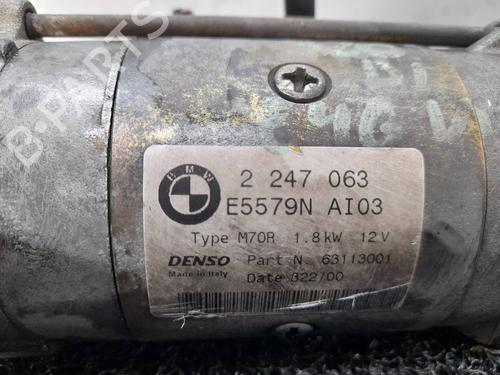 BMW
2 247 063
E5579N AI03
Type M70R 1.8kW 12V
DENSO Part N. 63113001
Made in Italy
Date 322/00
B-PARTS